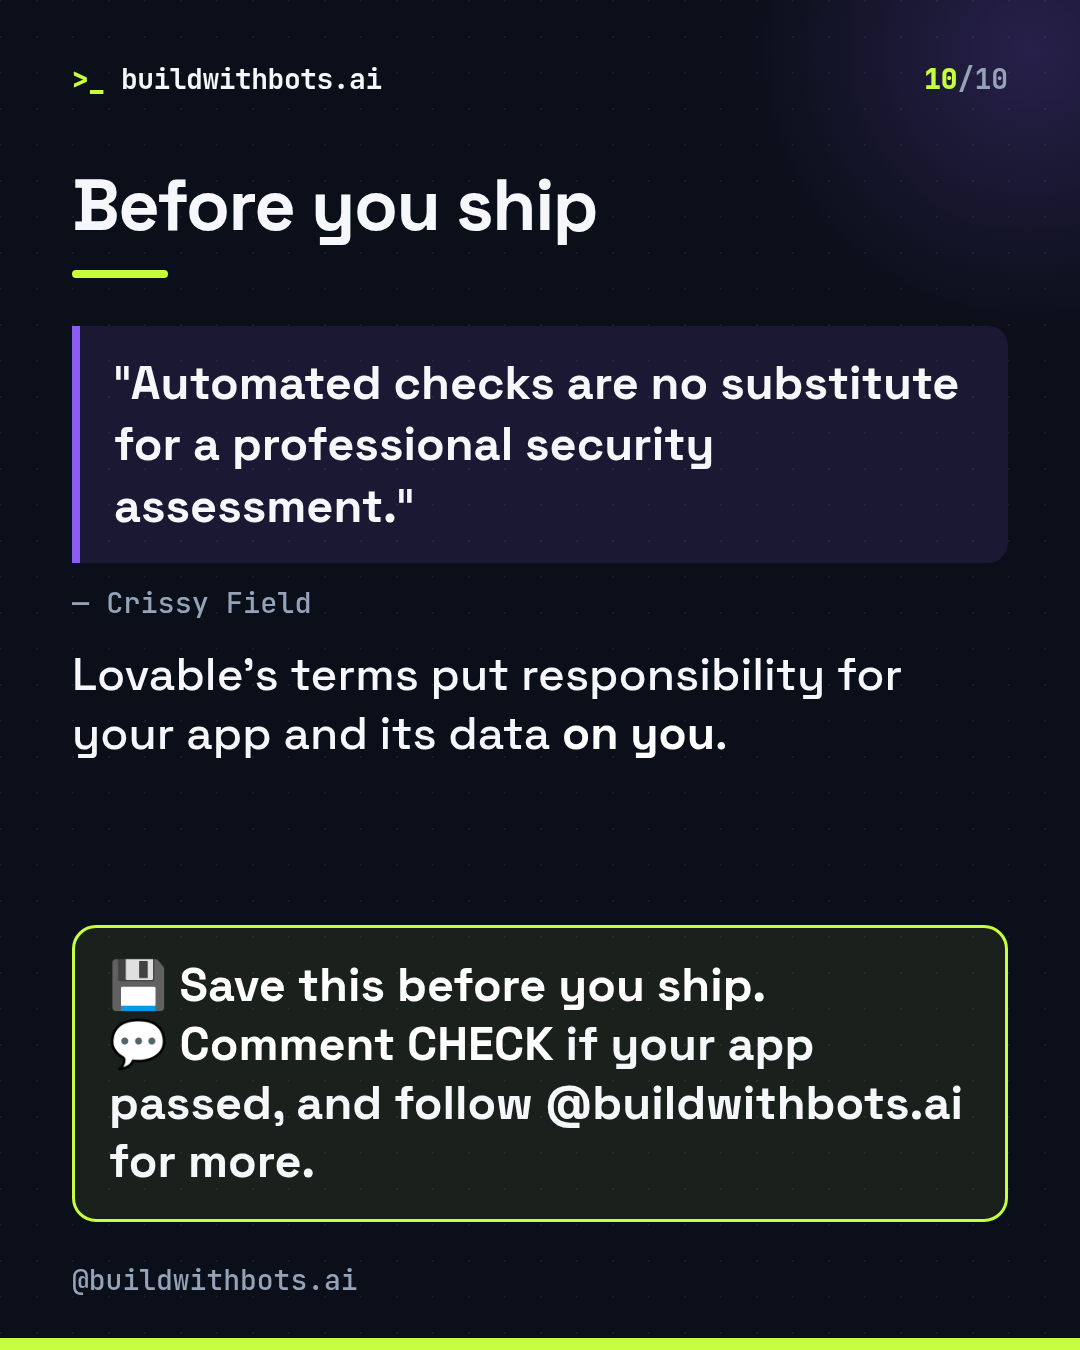 >_ buildwithbots.ai
10/10
Before you ship
"Automated checks are no substitute
for a professional security
assessment."
— Crissy Field
Lovable’s terms put responsibility for
your app and its data on you.
💾 Save this before you ship.
💬 Comment CHECK if your app
passed, and follow @buildwithbots.ai
for more.
@buildwithbots.ai